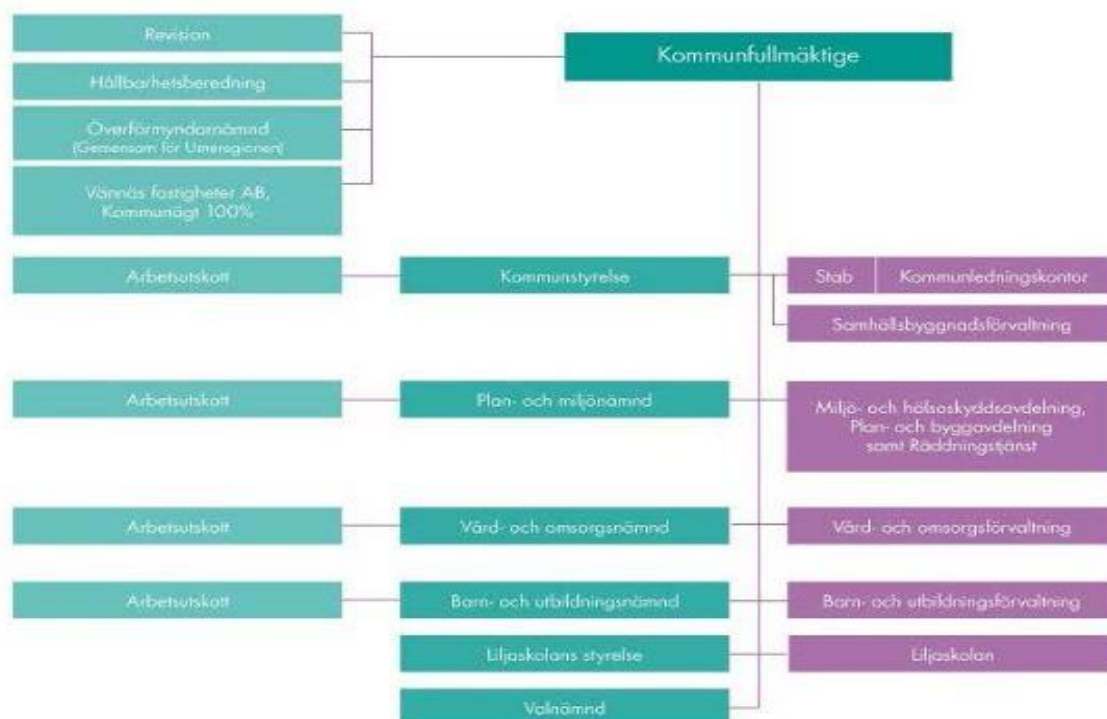 Kommunfullmäktige
Revision
Hållbarhetsberedning
Överförmyndarnämnd
(Gemensam för Umeregionen)
Vännäs fastigheter AB,
Kommunägt 100%
Arbetsutskott
Kommunstyrelse
Stab
Kommunledningskontor
Samhällsbyggnadsförvaltning
Arbetsutskott
Plan- och miljönämnd
Miljö- och hälsoskyddsavdelning,
Plan- och byggavdelning
samt Räddningstjänst
Arbetsutskott
Vård- och omsorgsnämnd
Vård- och omsorgsförvaltning
Arbetsutskott
Barn- och utbildningsnämnd
Barn- och utbildningsförvaltning
Liljaskolans styrelse
Liljaskolan
Valnämnd